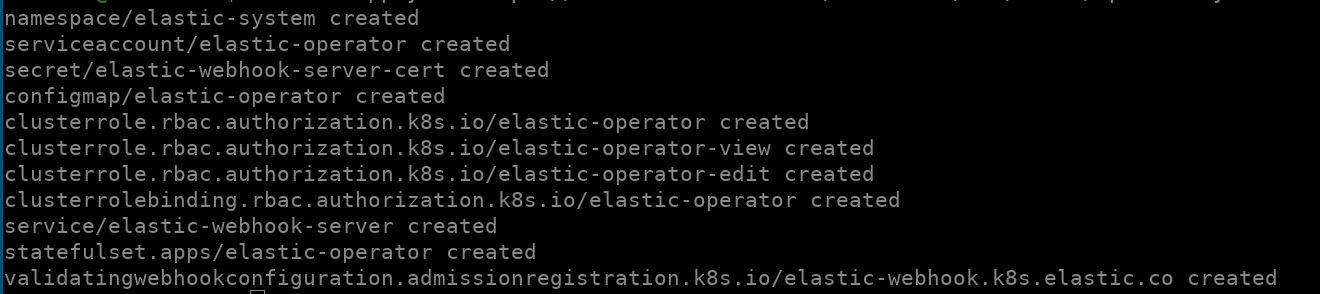 namespace/elastic-system created
serviceaccount/elastic-operator created
secret/elastic-webhook-server-cert created
configmap/elastic-operator created
clusterrole.rbac.authorization.k8s.io/elastic-operator created
clusterrole.rbac.authorization.k8s.io/elastic-operator-view created
clusterrole.rbac.authorization.k8s.io/elastic-operator-edit created
clusterrolebinding.rbac.authorization.k8s.io/elastic-operator created
service/elastic-webhook-server created
statefulset.apps/elastic-operator created
validatingwebhookconfiguration.admissionregistration.k8s.io/elastic-webhook.k8s.elastic.co created